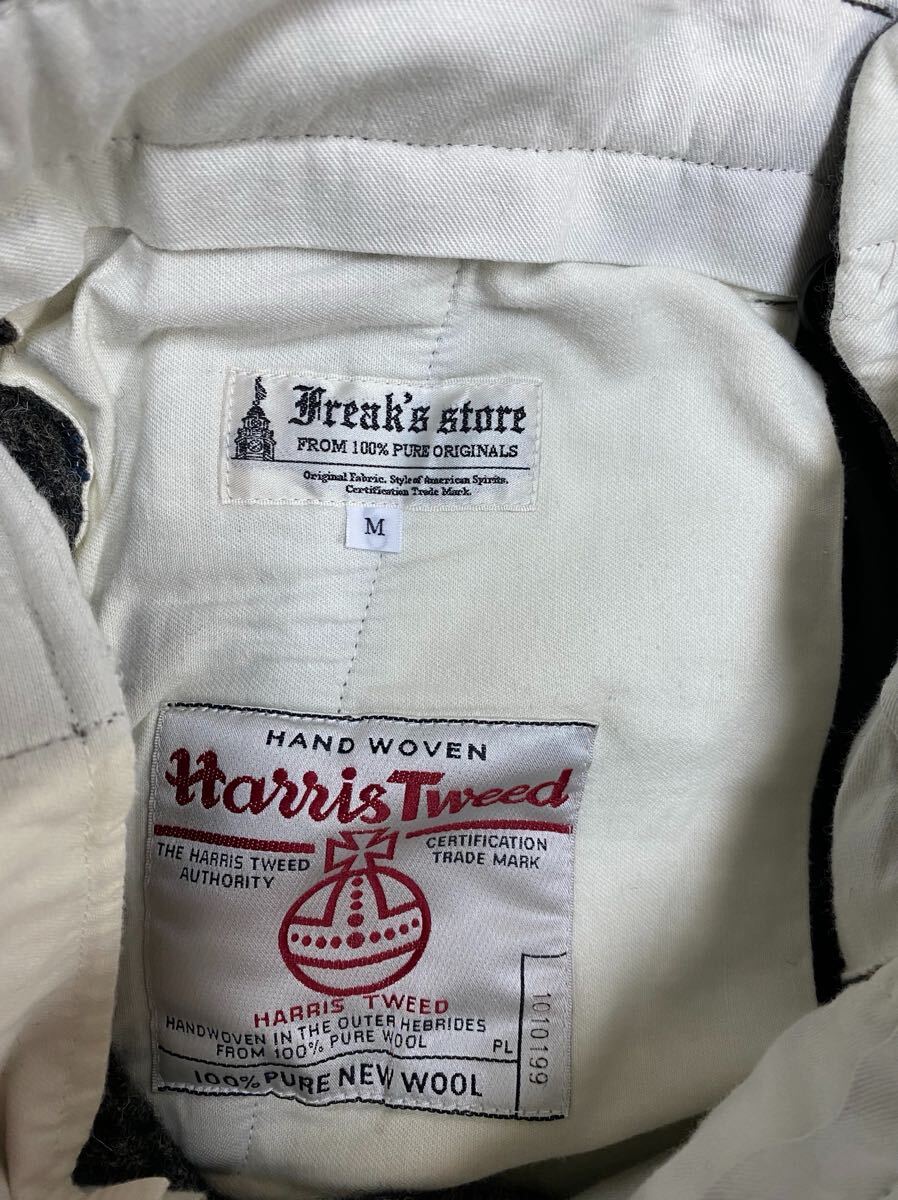 Freak's store
FROM 100% PURE ORIGINALS
Original Fabric. Style of American Spirits.
Certification Trade Mark.
M
HAND WOVEN
Harris Tweed
THE HARRIS TWEED
AUTHORITY
CERTIFICATION
TRADE MARK
HARRIS TWEED
HANDWOVEN IN THE OUTER HEBRIDES
FROM 100% PURE WOOL
PL
1010199
100% PURE NEW WOOL